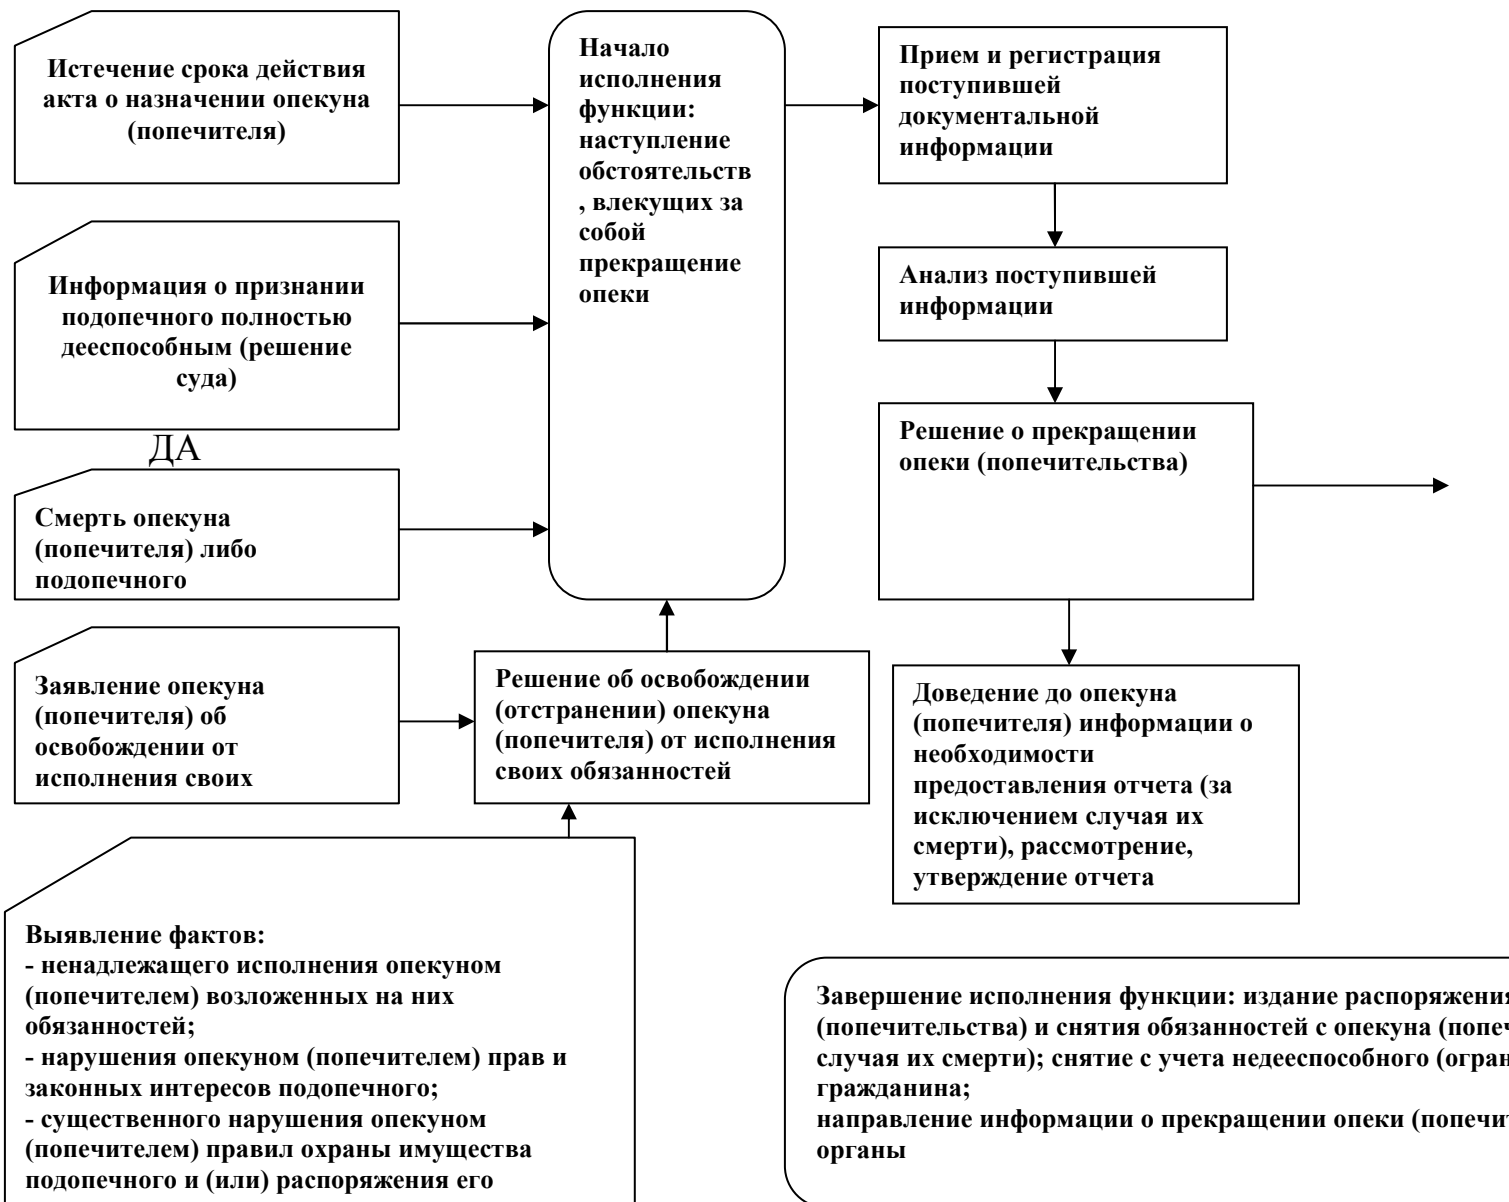 Истечение срока действия
акта о назначении опекуна
(попечителя)
Информация о признании
подопечного полностью
дееспособным (решение
суда)
ДА
Смерть опекуна
(попечителя) либо
подопечного
Заявление опекуна
(попечителя) об
освобождении от
исполнения своих
Выявление фактов:
- ненадлежащего исполнения опекуном
(попечителем) возложенных на них
обязанностей;
- нарушения опекуном (попечителем) прав и
законных интересов подопечного;
- существенного нарушения опекуном
(попечителем) правил охраны имущества
подопечного и (или) распоряжения его
Начало
исполнения
функции:
наступление
обстоятельств
, влекущих за
собой
прекращение
опеки
Решение об освобождении
(отстранении) опекуна
(попечителя) от исполнения
своих обязанностей
Прием и регистрация
поступившей
документальной
информации
Анализ поступившей
информации
Решение о прекращении
опеки (попечительства)
Доведение до опекуна
(попечителя) информации о
необходимости
предоставления отчета (за
исключением случая их
смерти), рассмотрение,
утверждение отчета
Завершение исполнения функции: издание распоряжения
(попечительства) и снятия обязанностей с опекуна (попеч
случая их смерти); снятие с учета недееспособного (огран
гражданина;
направление информации о прекращении опеки (попечит
органы